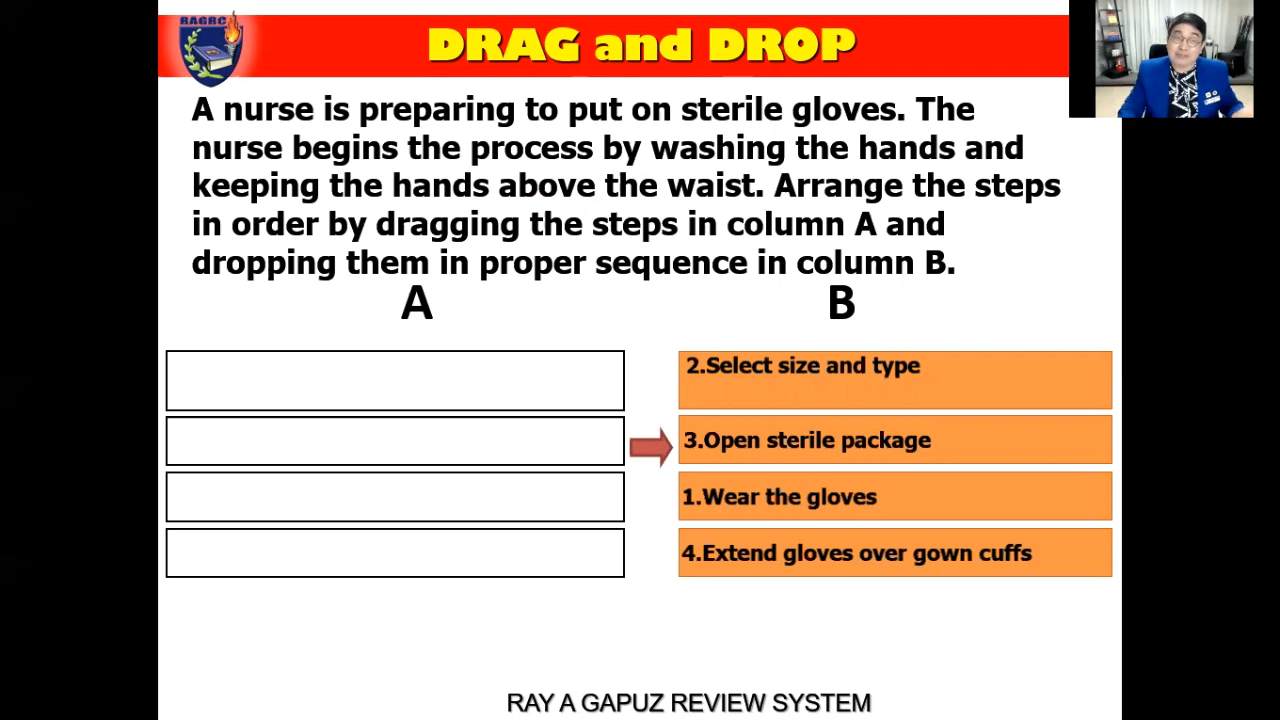 RAGRC
DRAG and DROP
A nurse is preparing to put on sterile gloves. The
nurse begins the process by washing the hands and
keeping the hands above the waist. Arrange the steps
in order by dragging the steps in column A and
dropping them in proper sequence in column B.
A
B
2.Select size and type
3.Open sterile package
1.Wear the gloves
4.Extend gloves over gown cuffs
RAY A GAPUZ REVIEW SYSTEM